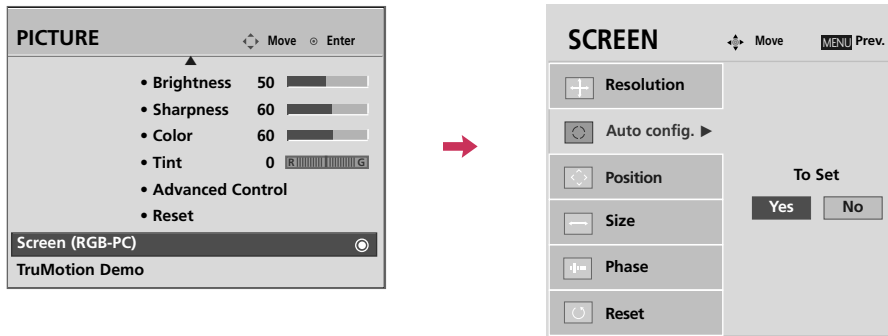 PICTURE Move Enter
• Brightness 50
• Sharpness 60
• Color 60
• Tint 0 R G
• Advanced Control
• Reset
Screen (RGB-PC)
TruMotion Demo
SCREEN Move MENU Prev.
Resolution
Auto config. ►
Position
Size
Phase
Reset
To Set
Yes No